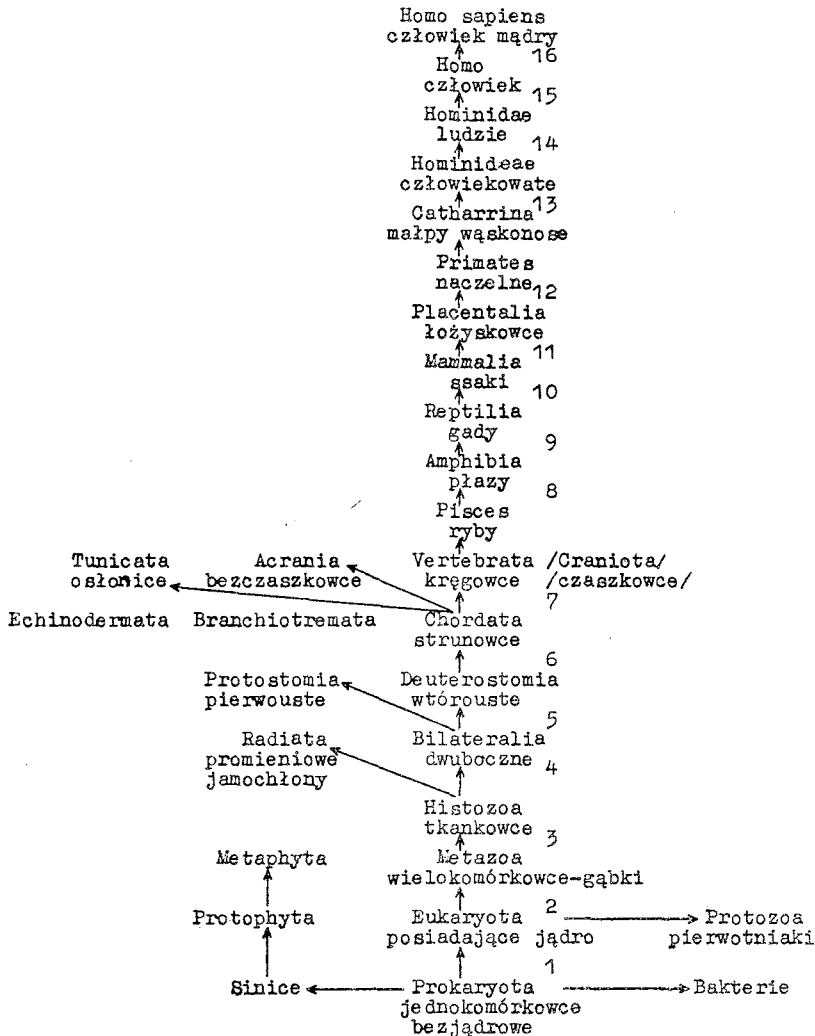 Homo sapiens
człowiek mądry
16
Homo
człowiek
15
Hominidae
ludzie
14
Hominideae
człowiekowate
13
Catharrina
małpy wąskonose
Primates
naczelne
12
Placentalia
łożyskowce
11
Mammalia
ssaki
10
Reptilia
gady
9
Amphibia
płazy
8
Pisces
ryby
Tunicata Acrania Vertebrata /Craniota/
osłonice bezczaszkowce kręgowce /czaszkowce/
7
Echinodermata Branchiotremata Chordata
strunowce
6
Protostomia Deuterostomia
pierwouste wtórouste
5
Radiata Bilateralia
promieniowe dwuboczne
4
jamochłony
Histozoa
tkankowce
3
Metaphyta Metazoa
wielokomórkowce-gąbki
2
Protophyta Eukaryota Protozoa
posiadające jądro pierwotniaki
1
Sinice Prokaryota Bakterie
jednokomórkowce
bezjądrowe